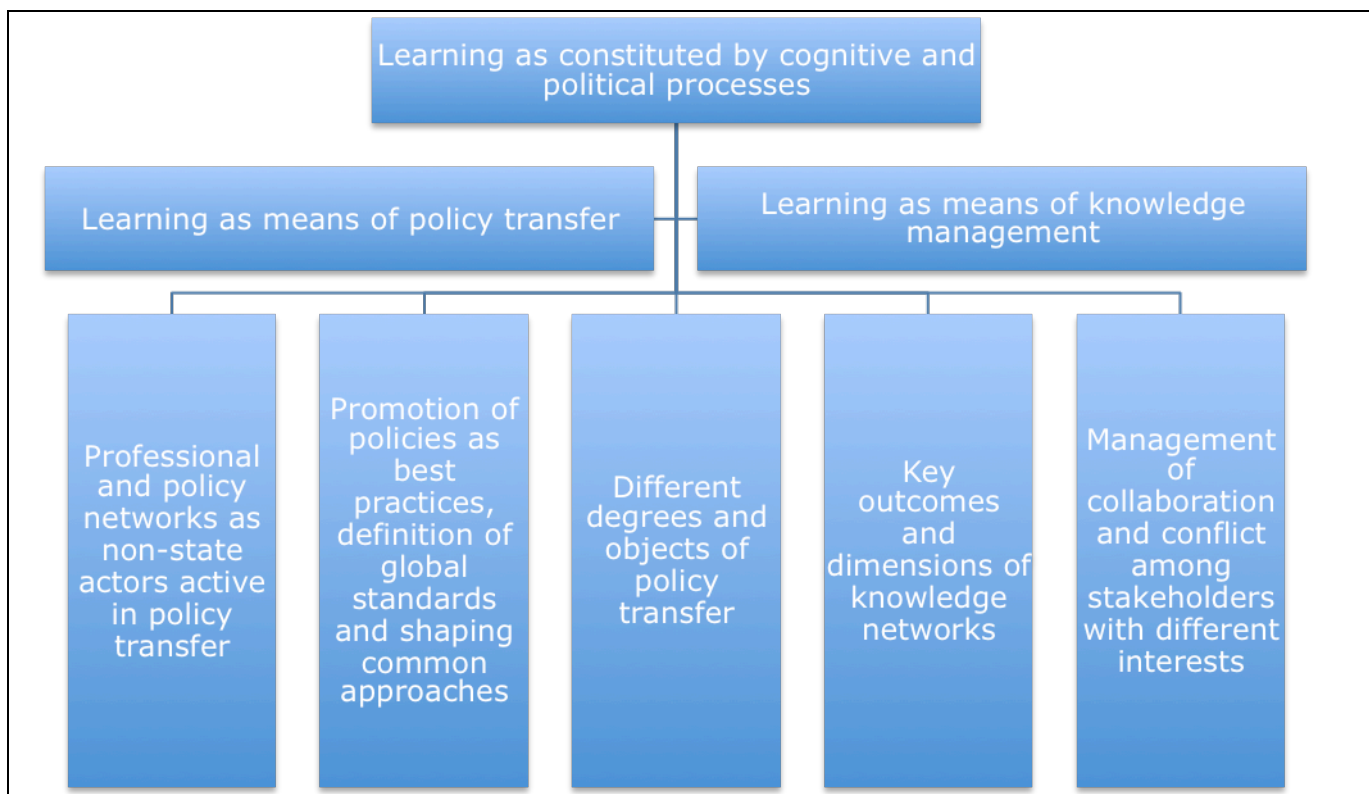 Learning as constituted by cognitive and
political processes
Learning as means of policy transfer
Learning as means of knowledge
management
Professional
and policy
networks as
non-state
actors active
in policy
transfer
Promotion of
policies as
best
practices,
definition of
global
standards
and shaping
common
approaches
Different
degrees and
objects of
policy
transfer
Key
outcomes
and
dimensions of
knowledge
networks
Management
of
collaboration
and conflict
among
stakeholders
with different
interests